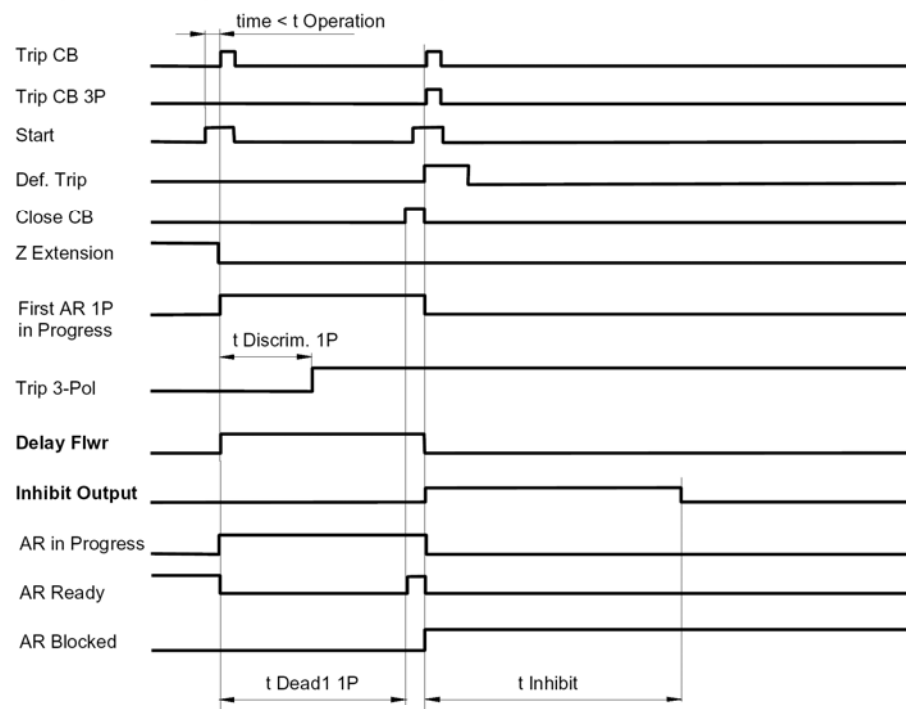 time < t Operation
Trip CB
Trip CB 3P
Start
Def. Trip
Close CB
Z Extension
First AR 1P
in Progress
t Discrim. 1P
Trip 3-Pol
Delay Flwr
Inhibit Output
AR in Progress
AR Ready
AR Blocked
t Dead1 1P
t Inhibit